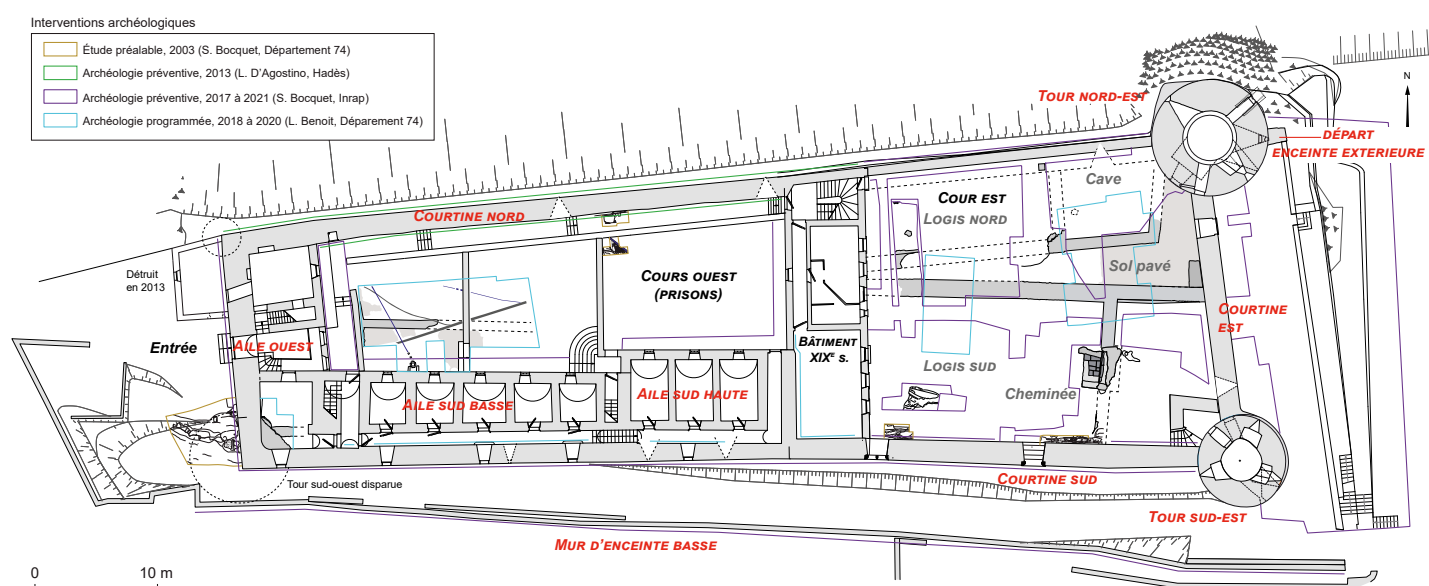 Interventions archéologiques
Étude préalable, 2003 (S. Bocquet, Département 74)
Archéologie préventive, 2013 (L. D'Agostino, Hadès)
Archéologie préventive, 2017 à 2021 (S. Bocquet, Inrap)
Archéologie programmée, 2018 à 2020 (L. Benoit, Déparement 74)
N
TOUR NORD-EST
DÉPART
ENCEINTE EXTERIEURE
Cave
COUR EST
LOGIS NORD
COURTINE NORD
Sol pavé
Détruit
en 2013
COURS OUEST
(PRISONS)
COURTINE
EST
Entrée
AILE OUEST
BÂTIMENT
XIXE S.
LOGIS SUD
Cheminée
AILE SUD BASSE
AILE SUD HAUTE
Tour sud-ouest disparue
COURTINE SUD
TOUR SUD-EST
MUR D'ENCEINTE BASSE
0
10 m